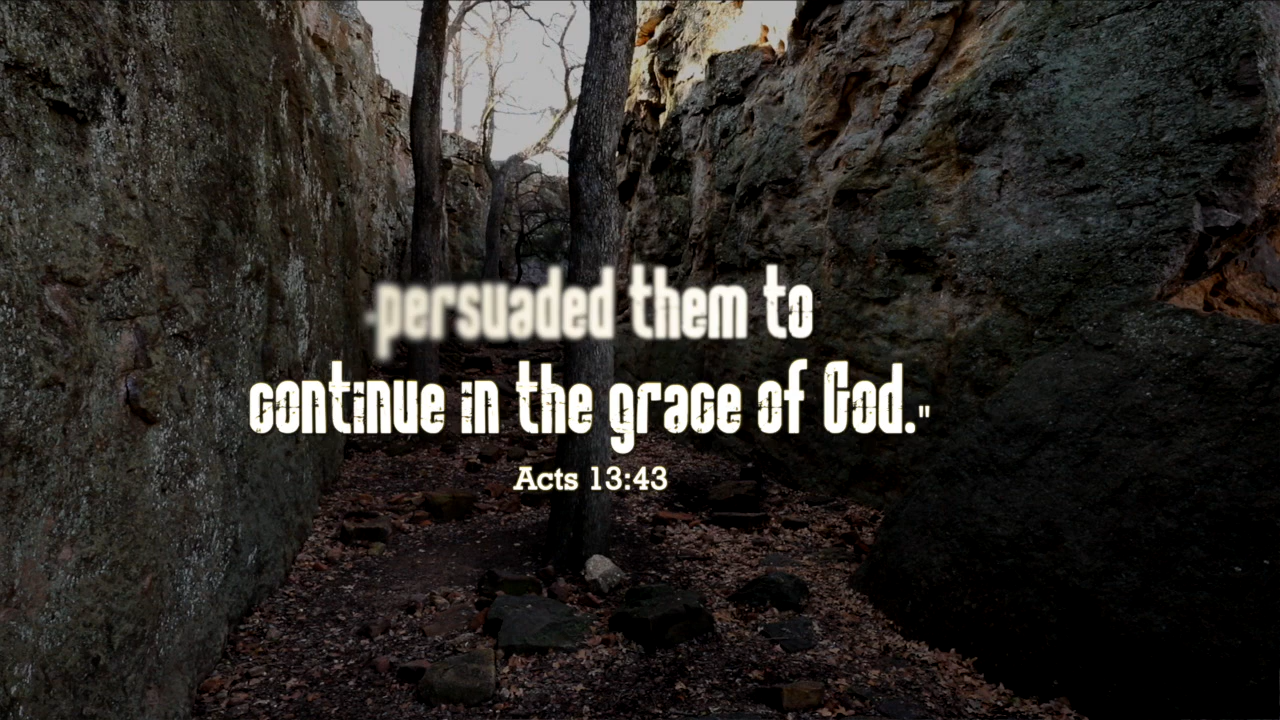 -persuaded them to
continue in the grace of God."
Acts 13:43